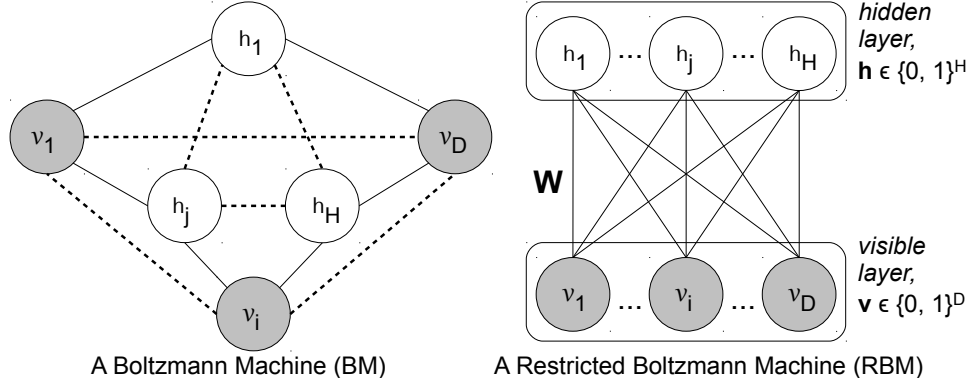 h1
v1
vD
hj
hH
vi
A Boltzmann Machine (BM)
h1 ... hj ... hH
hidden
layer,
h ϵ {0, 1}^H
W
v1 ... vi ... vD
visible
layer,
v ϵ {0, 1}^D
A Restricted Boltzmann Machine (RBM)